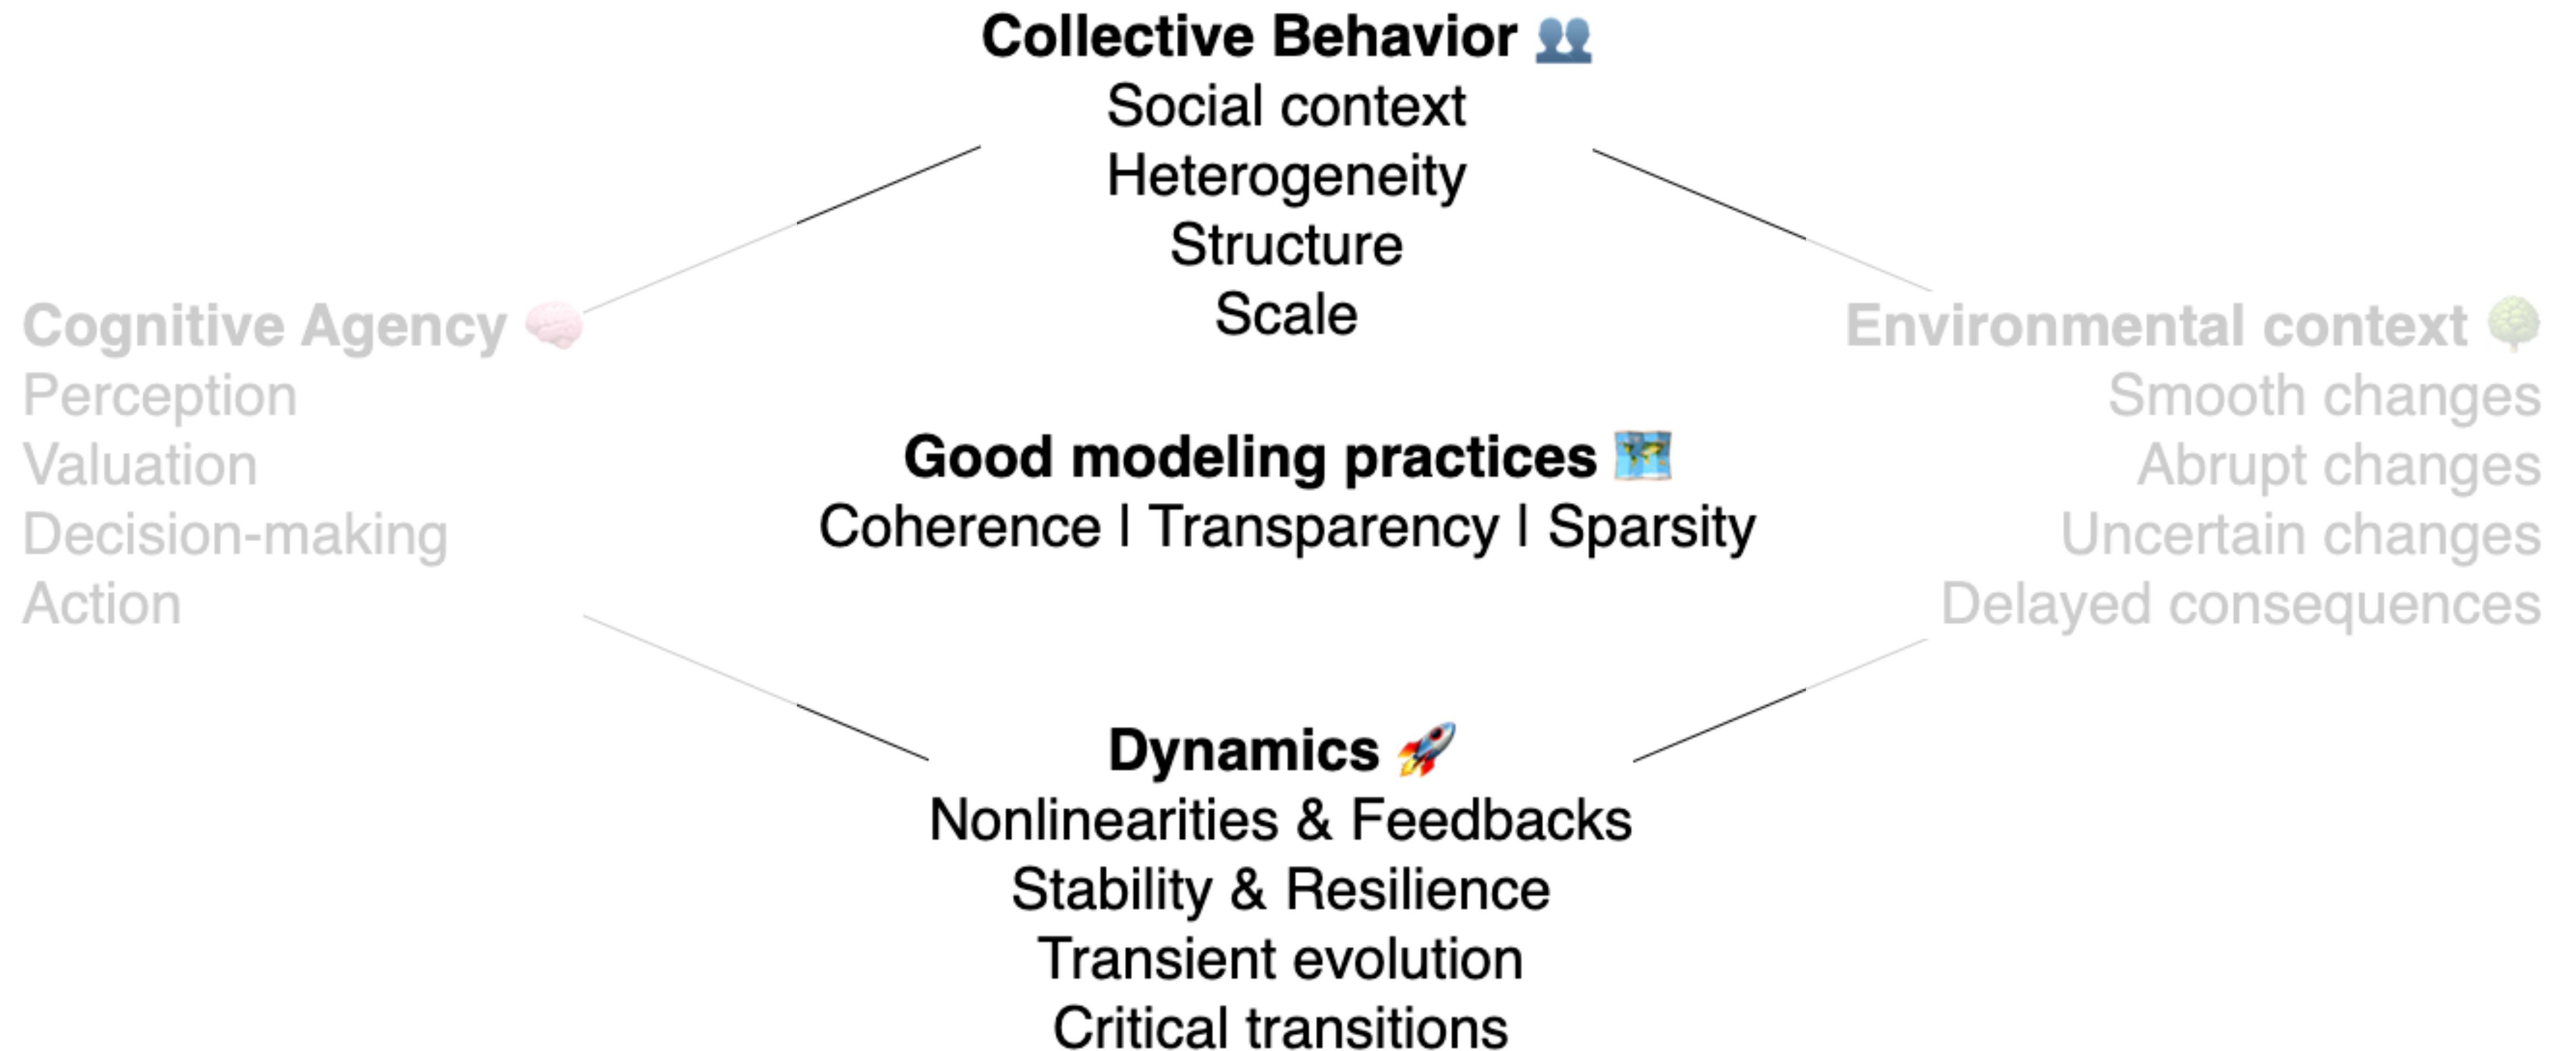 Collective Behavior 👥
Social context
Heterogeneity
Structure
Scale
Cognitive Agency 🧠
Perception
Valuation
Decision-making
Action
Good modeling practices 🗺️
Coherence | Transparency | Sparsity
Environmental context 🌳
Smooth changes
Abrupt changes
Uncertain changes
Delayed consequences
Dynamics 🚀
Nonlinearities & Feedbacks
Stability & Resilience
Transient evolution
Critical transitions